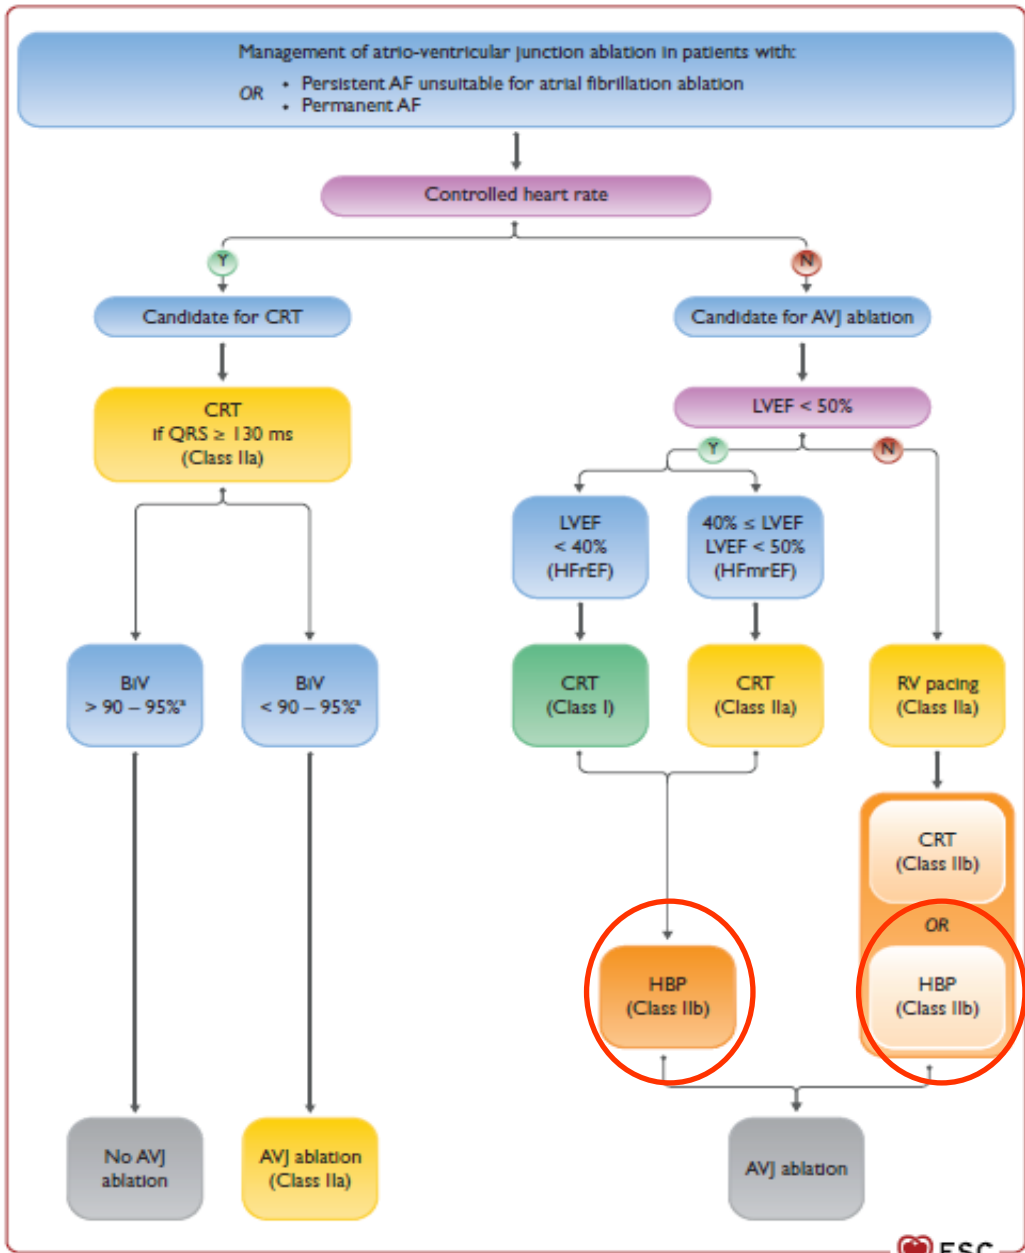 Management of atrio-ventricular junction ablation in patients with:
OR
• Persistent AF unsuitable for atrial fibrillation ablation
• Permanent AF
Controlled heart rate
Y
N
Candidate for CRT
Candidate for AVJ ablation
CRT
if QRS ≥ 130 ms
(Class IIa)
LVEF < 50%
Y
N
LVEF
< 40%
(HFrEF)
40% ≤ LVEF
LVEF < 50%
(HFmrEF)
BiV
> 90 – 95%ª
BiV
< 90 – 95%ª
CRT
(Class I)
CRT
(Class IIa)
RV pacing
(Class IIa)
CRT
(Class IIb)
OR
HBP
(Class IIb)
HBP
(Class IIb)
No AVJ
ablation
AVJ ablation
(Class IIa)
AVJ ablation
ESC